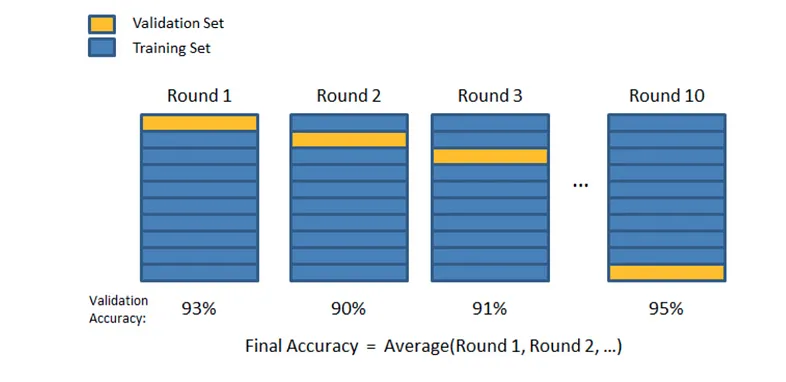 Validation Set
Training Set
Round 1 Round 2 Round 3 Round 10
...
Validation
Accuracy: 93% 90% 91% 95%
Final Accuracy = Average(Round 1, Round 2, ...)